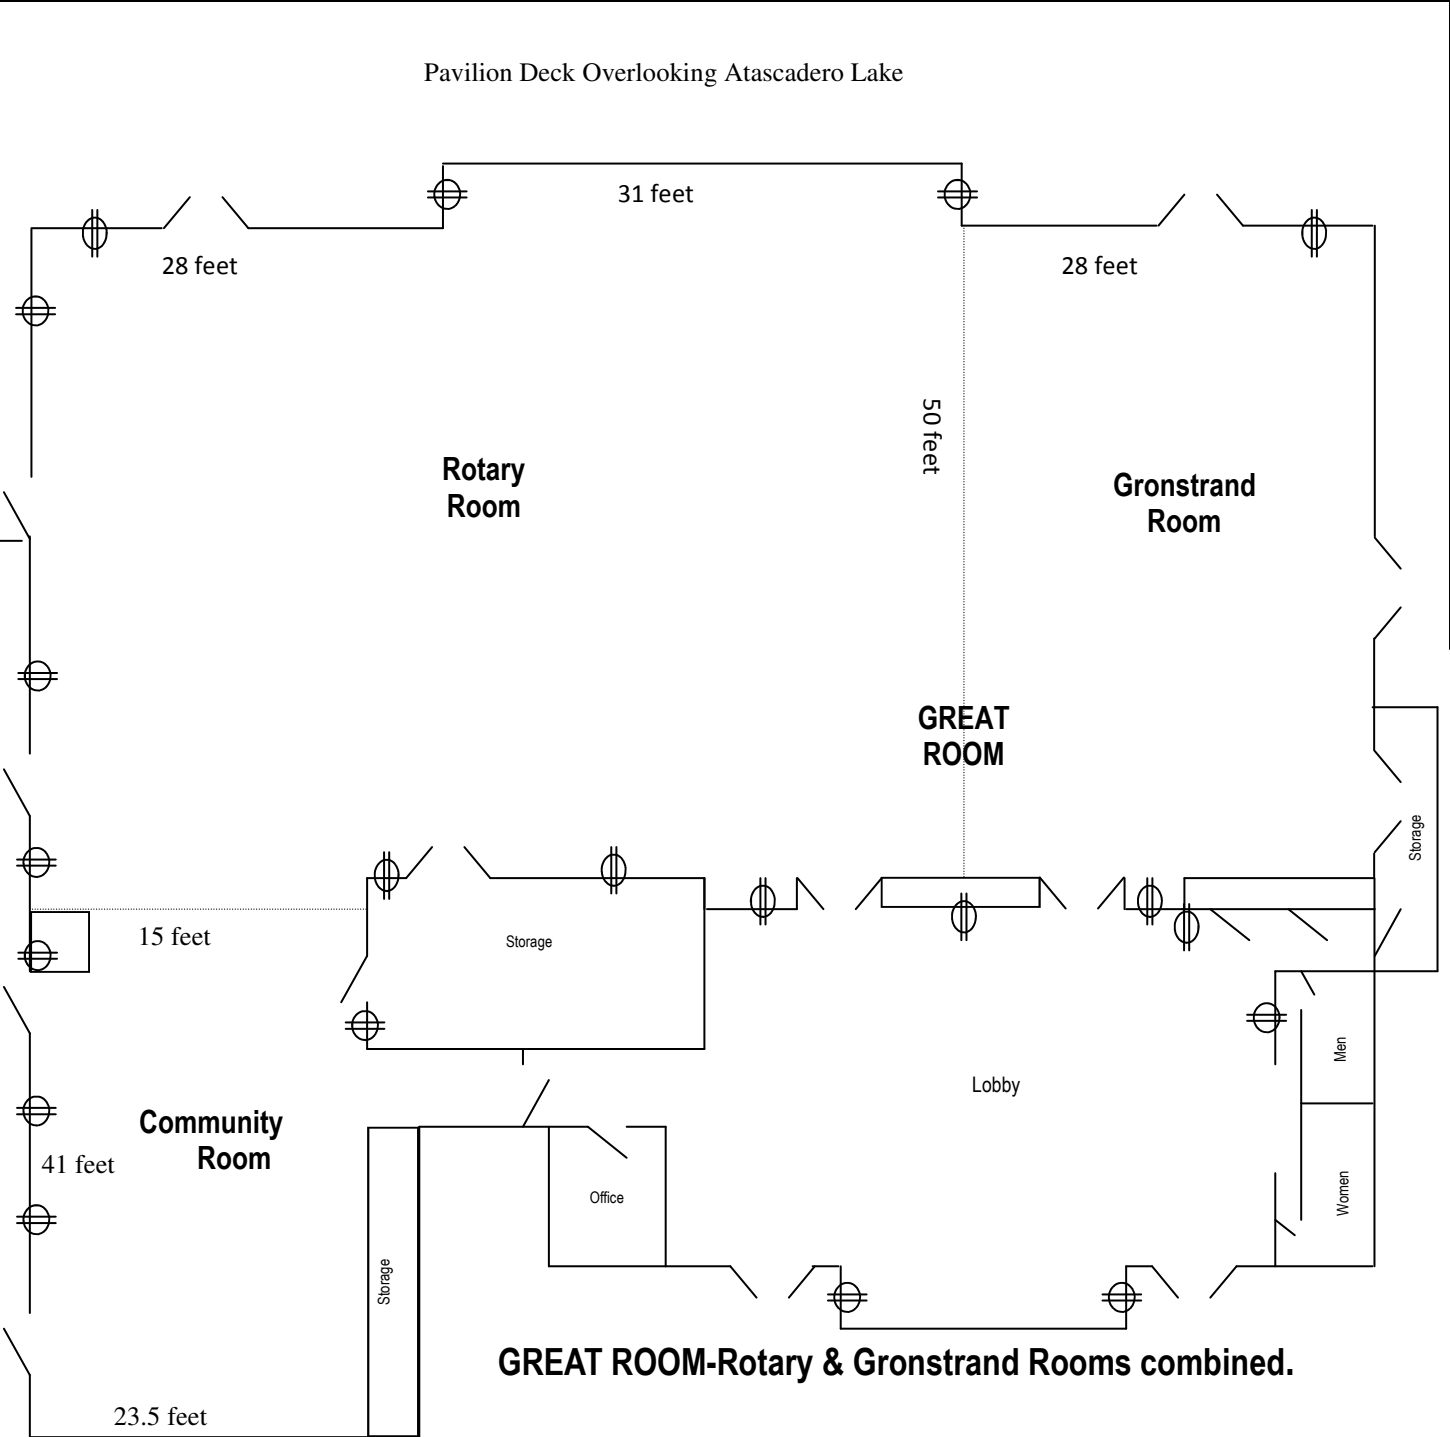 Pavilion Deck Overlooking Atascadero Lake
31 feet
28 feet
28 feet
50 feet
Rotary
Room
Gronstrand
Room
GREAT
ROOM
Storage
15 feet
Storage
Lobby
Men
Community
Room
41 feet
Office
Women
Storage
GREAT ROOM-Rotary & Gronstrand Rooms combined.
23.5 feet